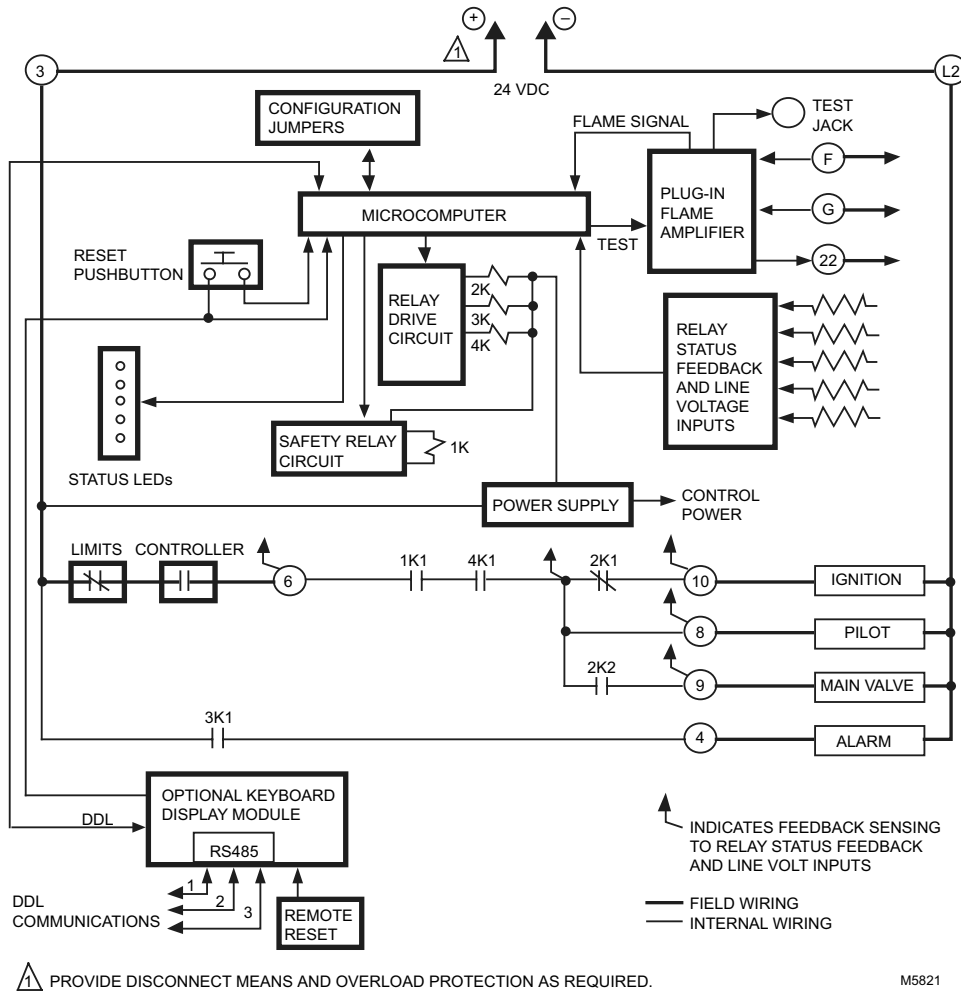 +
–
1
3
L2
24 VDC
CONFIGURATION
JUMPERS
FLAME SIGNAL
TEST
JACK
F
PLUG-IN
FLAME
AMPLIFIER
MICROCOMPUTER
G
TEST
RESET
PUSHBUTTON
22
RELAY
DRIVE
CIRCUIT
2K
3K
4K
RELAY
STATUS
FEEDBACK
AND LINE
VOLTAGE
INPUTS
SAFETY RELAY
CIRCUIT
1K
STATUS LEDs
POWER SUPPLY
CONTROL
POWER
LIMITS
CONTROLLER
6
1K1
4K1
2K1
10
IGNITION
8
PILOT
2K2
9
MAIN VALVE
3K1
4
ALARM
OPTIONAL KEYBOARD
DISPLAY MODULE
DDL
RS485
INDICATES FEEDBACK SENSING
TO RELAY STATUS FEEDBACK
AND LINE VOLT INPUTS
DDL
COMMUNICATIONS
1
2
3
REMOTE
RESET
FIELD WIRING
INTERNAL WIRING
1 PROVIDE DISCONNECT MEANS AND OVERLOAD PROTECTION AS REQUIRED.
M5821